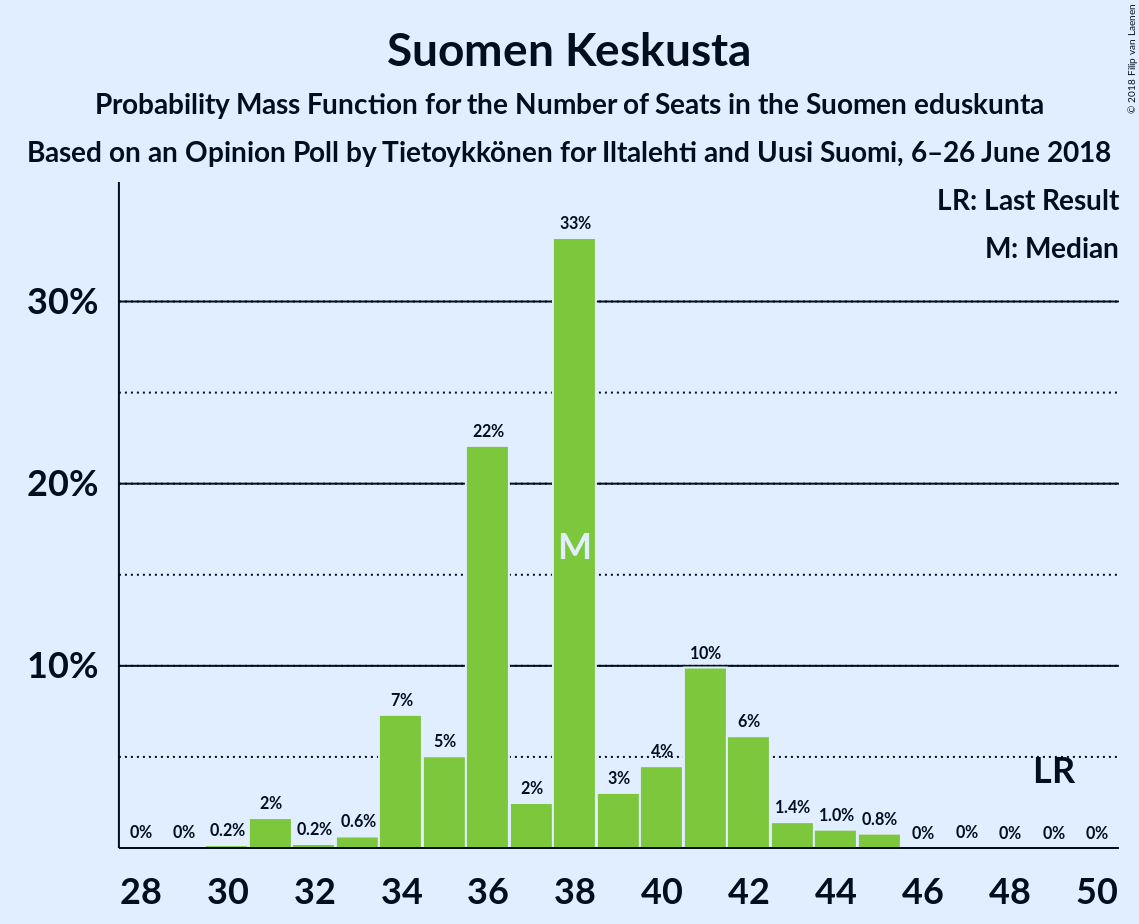 © 2018 Filip van Laenen
Suomen Keskusta
Probability Mass Function for the Number of Seats in the Suomen eduskunta
Based on an Opinion Poll by Tietoykkönen for Iltalehti and Uusi Suomi, 6–26 June 2018
LR: Last Result
M: Median
30%
20%
10%
0% 0% 0.2% 2% 0.2% 0.6% 7% 5% 22% 2% 33% 3% 4% 10% 6% 1.4% 1.0% 0.8% 0% 0% 0% 0% 0%
M
LR
28 30 32 34 36 38 40 42 44 46 48 50